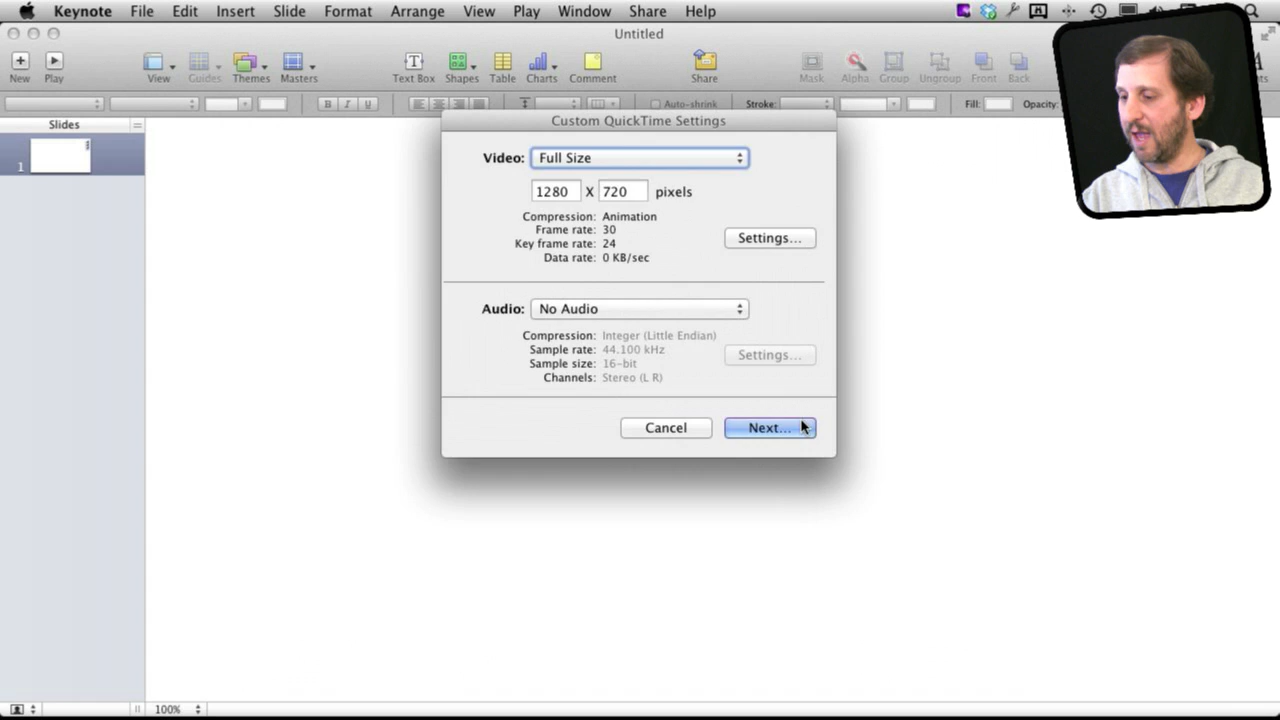 Keynote File Edit Insert Slide Format Arrange View Play Window Share Help
Untitled
New Play View Guides Themes Masters Text Box Shapes Table Charts Comment Share Mask Alpha Group Ungroup Front Back
B I U Auto-shrink Stroke: Fill: Opacity:
Slides
1
Custom QuickTime Settings
Video: Full Size
1280 X 720 pixels
Compression: Animation
Frame rate: 30
Key frame rate: 24
Data rate: 0 KB/sec
Settings...
Audio: No Audio
Compression: Integer (Little Endian)
Sample rate: 44.100 kHz
Sample size: 16-bit
Channels: Stereo (L R)
Settings...
Cancel Next...
100%